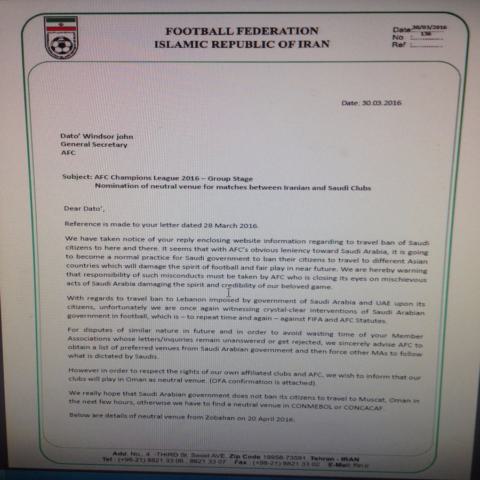 FOOTBALL FEDERATION
ISLAMIC REPUBLIC OF IRAN
Date: 30/03/2016
No : 136
Ref :
Date: 30.03.2016
Dato' Windsor john
General Secretary
AFC
Subject: AFC Champions League 2016 – Group Stage
Nomination of neutral venue for matches between Iranian and Saudi Clubs
Dear Dato',
Reference is made to your letter dated 28 March 2016.
We have taken notice of your reply enclosing website information regarding to travel ban of Saudi
citizens to here and there. It seems that with AFC's obvious leniency toward Saudi Arabia, it is going
to become a normal practice for Saudi government to ban their citizens to travel to different Asian
countries which will damage the spirit of football and fair play in near future. We are hereby warning
that responsibility of such misconducts must be taken by AFC who is closing its eyes on mischievous
acts of Saudi Arabia damaging the spirit and credibility of our beloved game.
With regards to travel ban to Lebanon imposed by government of Saudi Arabia and UAE upon its
citizens, unfortunately we are once again witnessing crystal-clear interventions of Saudi Arabian
government in football, which is – to repeat time and again – against FIFA and AFC Statutes.
For disputes of similar nature in future and in order to avoid wasting time of your Member
Associations whose letters/inquiries remain unanswered or get rejected, we sincerely advise AFC to
obtain a list of preferred venues from Saudi Arabian government and then force other MAs to follow
what is dictated by Saudis.
However in order to respect the rights of our own affiliated clubs and AFC, we wish to inform that our
clubs will play in Oman as neutral venue. (OFA confirmation is attached).
We really hope that Saudi Arabian government does not ban its citizens to travel to Muscat, Oman in
the next few hours, otherwise we have to find a neutral venue in CONMEBOL or CONCACAF.
Below are details of neutral venue from Zobahan on 20 April 2016.
Add: No., 4 -THIRD St. Seoul AVE. Zip Code 19958-73591 Tehran - IRAN
Tel : (+98-21) 8821 33 06 , 8821 33 07 Fax : (+98-21) 8821 33 02 E-Mail: